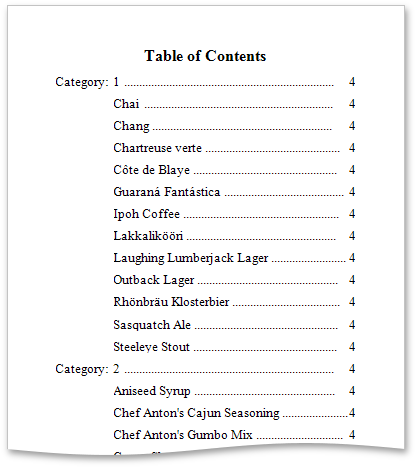 Table of Contents
Category: 1 ........................................................ 4
Chai ................................................... 4
Chang ................................................ 4
Chartreuse verte .................................... 4
Côte de Blaye ...................................... 4
Guaraná Fantástica ................................ 4
Ipoh Coffee ......................................... 4
Lakkalikööri ........................................ 4
Laughing Lumberjack Lager .................... 4
Outback Lager ..................................... 4
Rhönbräu Klosterbier ............................. 4
Sasquatch Ale ...................................... 4
Steeleye Stout ...................................... 4
Category: 2 ........................................................ 4
Aniseed Syrup ...................................... 4
Chef Anton's Cajun Seasoning .................. 4
Chef Anton's Gumbo Mix ........................ 4